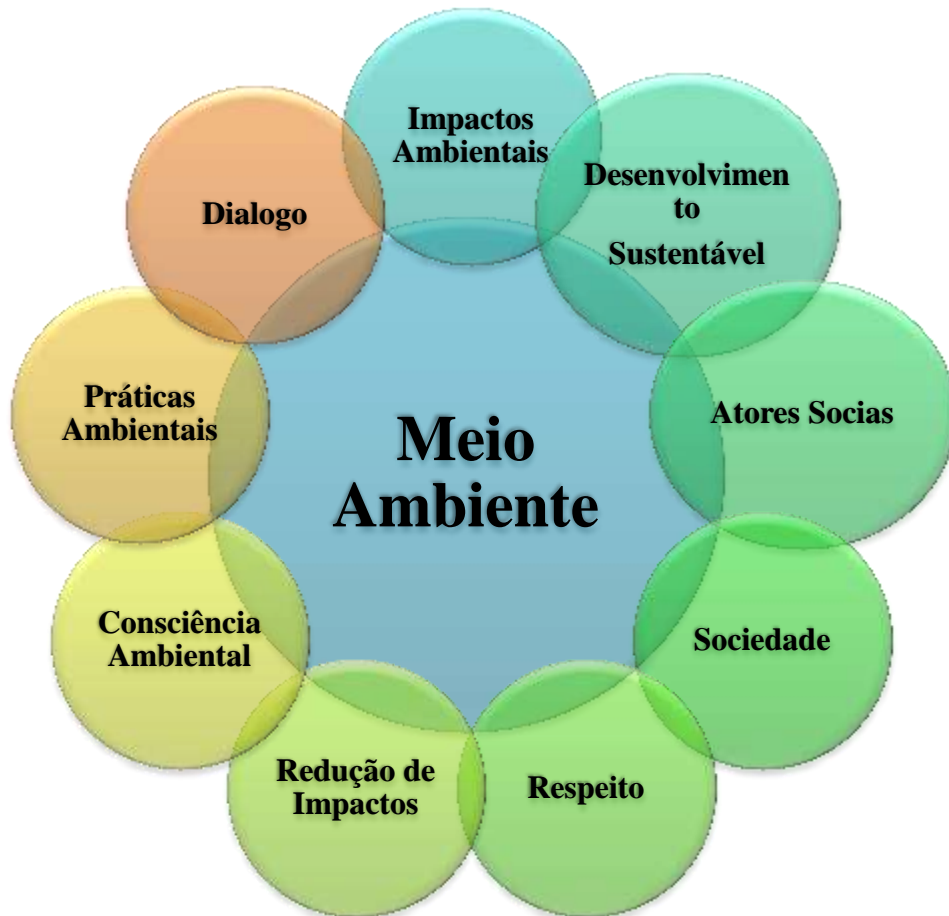 Impactos
Ambientais
Desenvolvimen
to
Sustentável
Atores Socias
Sociedade
Respeito
Redução de
Impactos
Consciência
Ambiental
Práticas
Ambientais
Dialogo
Meio
Ambiente